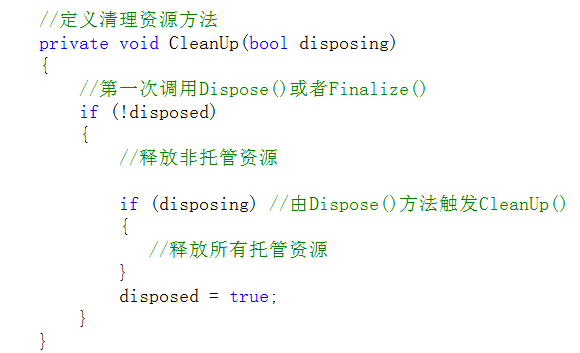 //定义清理资源方法
private void CleanUp(bool disposing)
{
//第一次调用Dispose()或者Finalize()
if (!disposed)
{
//释放非托管资源
if (disposing) //由Dispose()方法触发CleanUp()
{
//释放所有托管资源
}
disposed = true;
}
}